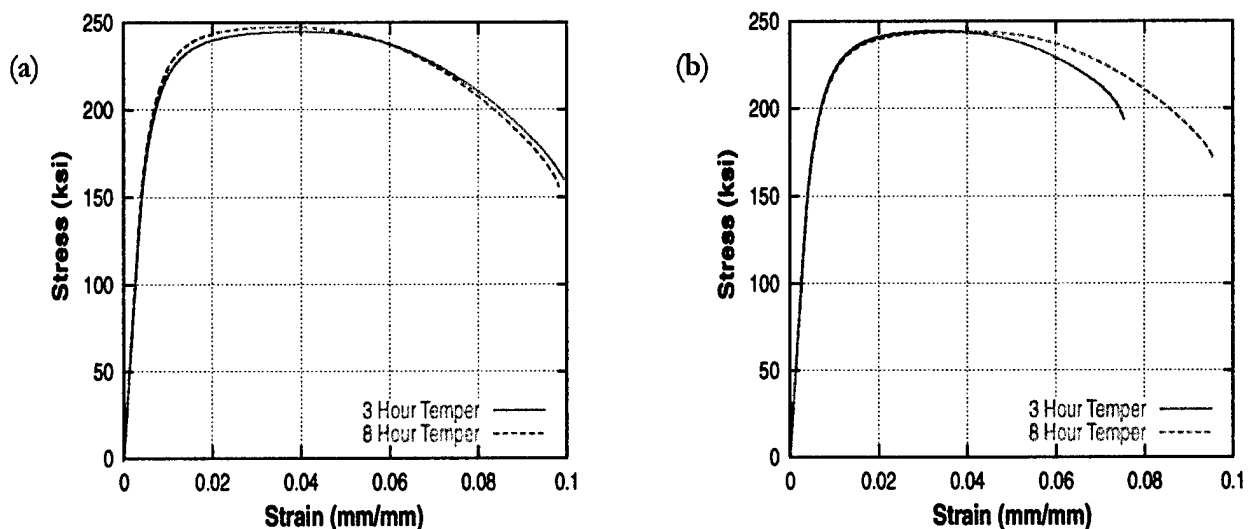 (a)
Stress (ksi)
250
200
150
100
50
0
3 Hour Temper
8 Hour Temper
0 0.02 0.04 0.06 0.08 0.1
Strain (mm/mm)
(b)
Stress (ksi)
250
200
150
100
50
0
3 Hour Temper
8 Hour Temper
0 0.02 0.04 0.06 0.08 0.1
Strain (mm/mm)